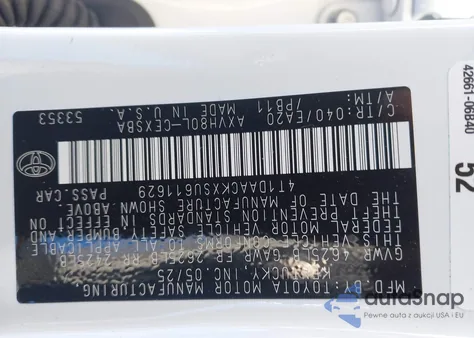 MFD BY: TOYOTA MOTOR MANUFACTURING,
KENTUCKY, INC. 05/25
GVWR 4625LB GAWR FR 2625LB RR 2425LB
THIS VEHICLE CONFORMS TO ALL APPLICABLE
FEDERAL MOTOR VEHICLE SAFETY, BUMPER, AND
THEFT PREVENTION STANDARDS IN EFFECT ON
THE DATE OF MANUFACTURE SHOWN ABOVE.
4T1DAACKXSU611629 PASS.CAR
C/TR:040/EA20 AXVH80L-CEXSBA
7PB11
A/TM: MADE IN U.S.A. 53353
42661-06B40
52
autoSnap
Pewne auta z aukcji USA i EU